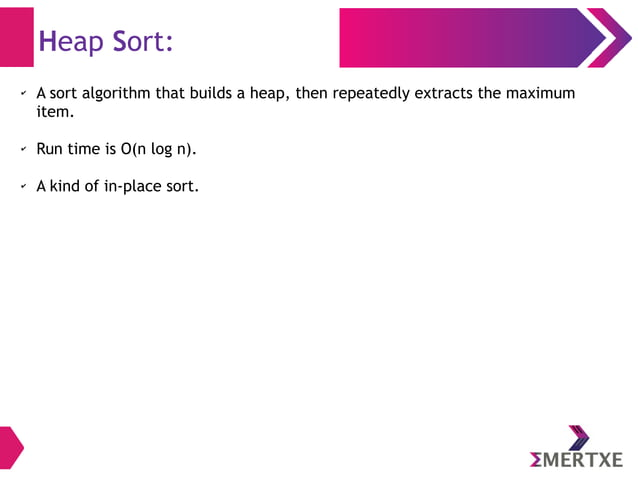 Heap Sort:
✔ A sort algorithm that builds a heap, then repeatedly extracts the maximum
item.
✔ Run time is O(n log n).
✔ A kind of in-place sort.
ΣMERTXE